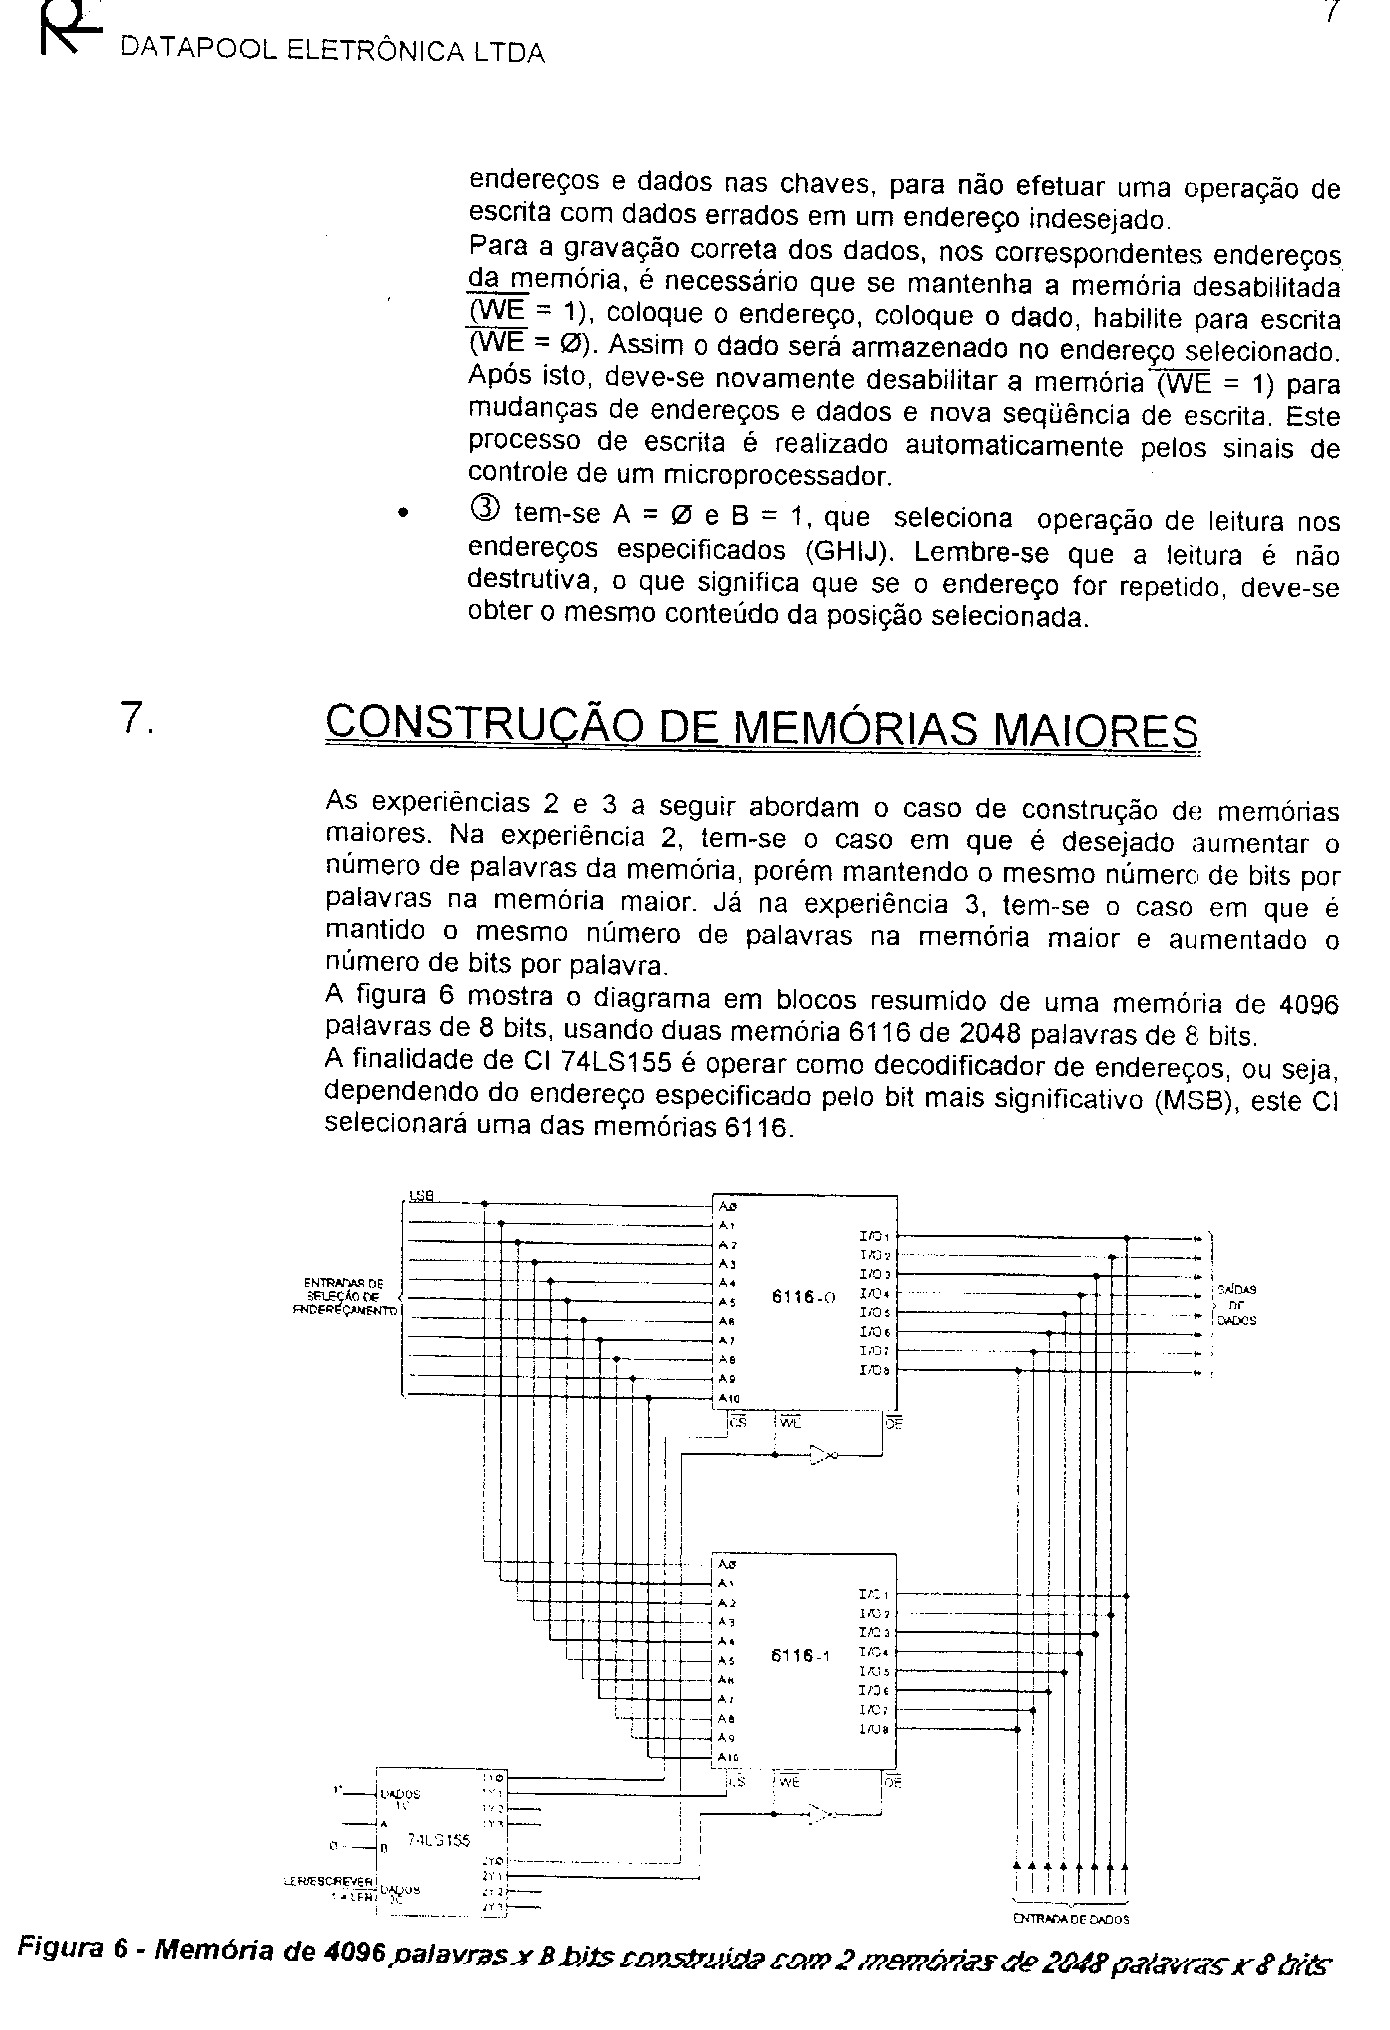 7
DATAPOOL ELETRÔNICA LTDA
endereços e dados nas chaves, para não efetuar uma operação de
escrita com dados errados em um endereço indesejado.
Para a gravação correta dos dados, nos correspondentes endereços
da memória, é necessário que se mantenha a memória desabilitada
(WE = 1), coloque o endereço, coloque o dado, habilite para escrita
(WE = Ø). Assim o dado será armazenado no endereço selecionado.
Após isto, deve-se novamente desabilitar a memória (WE = 1) para
mudanças de endereços e dados e nova seqüência de escrita. Este
processo de escrita é realizado automaticamente pelos sinais de
controle de um microprocessador.
• ③ tem-se A = Ø e B = 1, que seleciona operação de leitura nos
endereços especificados (GHIJ). Lembre-se que a leitura é não
destrutiva, o que significa que se o endereço for repetido, deve-se
obter o mesmo conteúdo da posição selecionada.
7. CONSTRUÇÃO DE MEMÓRIAS MAIORES
As experiências 2 e 3 a seguir abordam o caso de construção de memórias
maiores. Na experiência 2, tem-se o caso em que é desejado aumentar o
número de palavras da memória, porém mantendo o mesmo número de bits por
palavras na memória maior. Já na experiência 3, tem-se o caso em que é
mantido o mesmo número de palavras na memória maior e aumentado o
número de bits por palavra.
A figura 6 mostra o diagrama em blocos resumido de uma memória de 4096
palavras de 8 bits, usando duas memória 6116 de 2048 palavras de 8 bits.
A finalidade de CI 74LS155 é operar como decodificador de endereços, ou seja,
dependendo do endereço especificado pelo bit mais significativo (MSB), este CI
selecionará uma das memórias 6116.
LSB
ENTRADAS DE
SELEÇÃO DE
ENDEREÇAMENTO
AØ
A1
A2
A3
A4
A5
A6
A7
A8
A9
A10
6116-0
I/O1
I/O2
I/O3
I/O4
I/O5
I/O6
I/O7
I/O8
CS WE OE
SAÍDAS
DE
DADOS
AØ
A1
A2
A3
A4
A5
A6
A7
A8
A9
A10
6116-1
I/O1
I/O2
I/O3
I/O4
I/O5
I/O6
I/O7
I/O8
CS WE OE
DADOS
1C
A
B
74LS155
1YØ
1Y1
1Y2
1Y3
2YØ
2Y1
2Y2
2Y3
LER/ESCREVER
DADOS
2C
ENTRADA DE DADOS
Figura 6 - Memória de 4096 palavras x 8 bits construída com 2 memórias de 2048 palavras x 8 bits